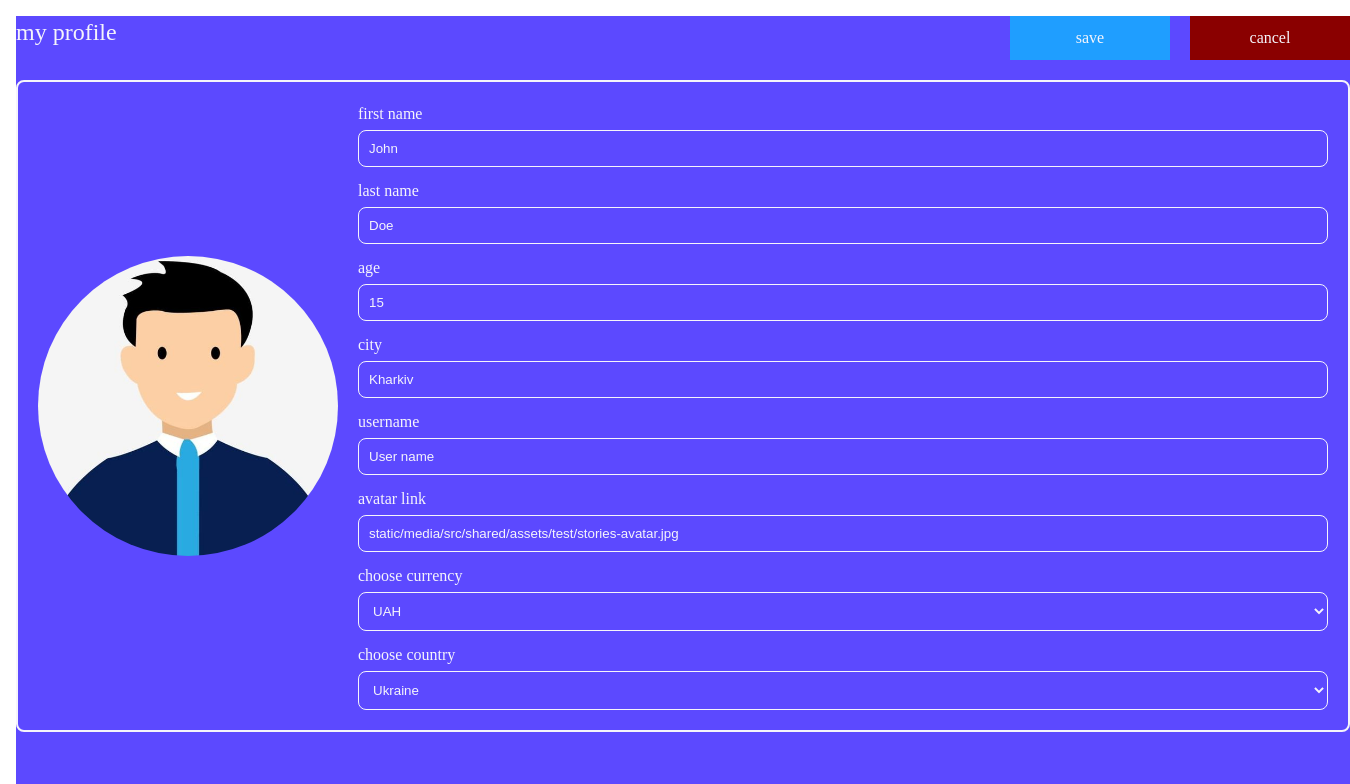 my profile
save
cancel
first name
John
last name
Doe
age
15
city
Kharkiv
username
User name
avatar link
static/media/src/shared/assets/test/stories-avatar.jpg
choose currency
UAH
choose country
Ukraine